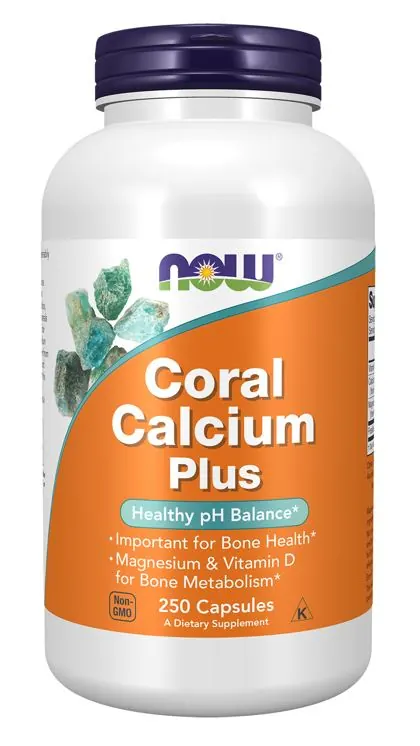 NOW®
Coral
Calcium
Plus
Healthy pH Balance*
• Important for Bone Health*
• Magnesium & Vitamin D
for Bone Metabolism*
Non-
GMO
250 Capsules
A Dietary Supplement
K